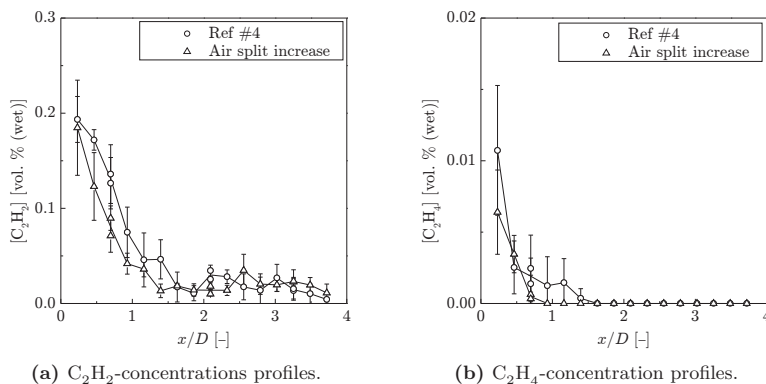 0.3
Ref #4
Air split increase
0.2
0.1
0.0
[C₂H₂] [vol. % (wet)]
0 1 2 3 4
x/D [–]
(a) C₂H₂-concentrations profiles.
0.02
Ref #4
Air split increase
0.01
0.00
[C₂H₄] [vol. % (wet)]
0 1 2 3 4
x/D [–]
(b) C₂H₄-concentration profiles.